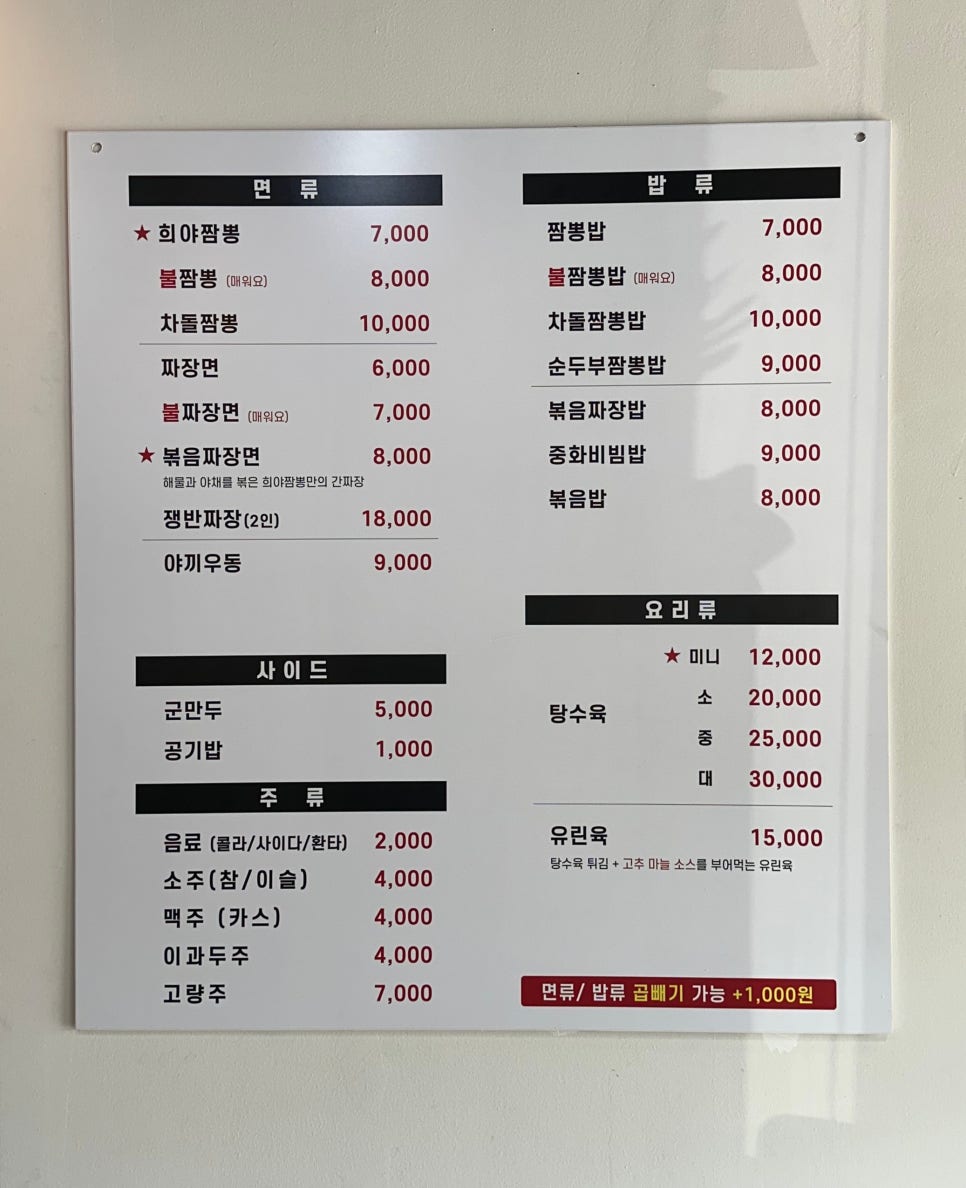 면 류
★ 희야짬뽕 7,000
불짬뽕 (매워요) 8,000
차돌짬뽕 10,000
짜장면 6,000
불짜장면 (매워요) 7,000
★ 볶음짜장면 8,000
해물과 야채를 볶은 희야짬뽕만의 간짜장
쟁반짜장(2인) 18,000
야끼우동 9,000
사이드
군만두 5,000
공기밥 1,000
주 류
음료 (콜라/사이다/환타) 2,000
소주(참/이슬) 4,000
맥주 (카스) 4,000
이과두주 4,000
고량주 7,000
밥 류
짬뽕밥 7,000
불짬뽕밥 (매워요) 8,000
차돌짬뽕밥 10,000
순두부짬뽕밥 9,000
볶음짜장밥 8,000
중화비빔밥 9,000
볶음밥 8,000
요리류
탕수육
★ 미니 12,000
소 20,000
중 25,000
대 30,000
유린육 15,000
탕수육 튀김 + 고추 마늘 소스를 부어먹는 유린육
면류/ 밥류 곱빼기 가능 +1,000원